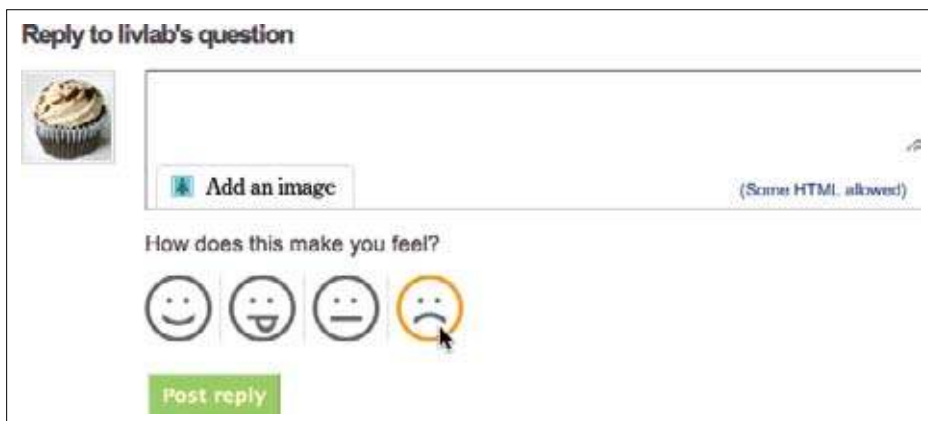 Reply to livlab's question
Add an image
(Some HTML allowed)
How does this make you feel?
Post reply